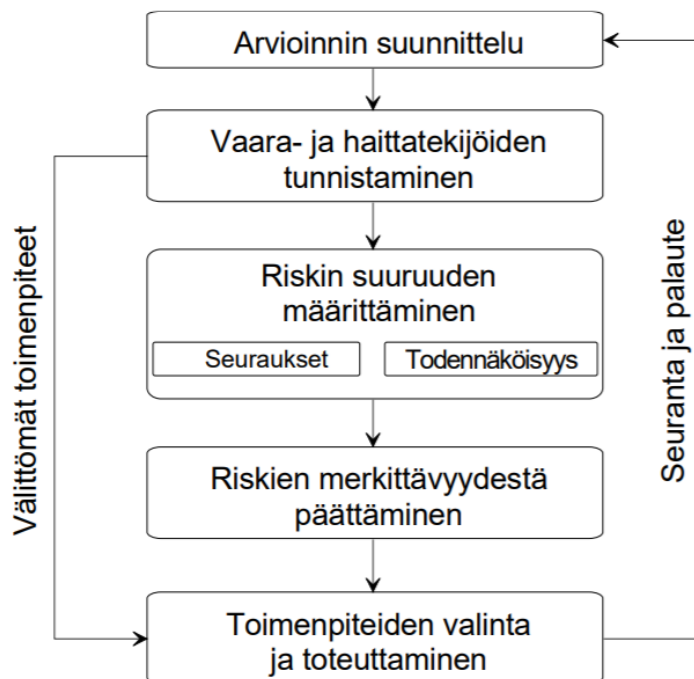 Arvioinnin suunnittelu
Vaara- ja haittatekijöiden
tunnistaminen
Riskin suuruuden
määrittäminen
Seuraukset
Todennäköisyys
Riskien merkittävyydestä
päättäminen
Toimenpiteiden valinta
ja toteuttaminen
Välittömät toimenpiteet
Seuranta ja palaute